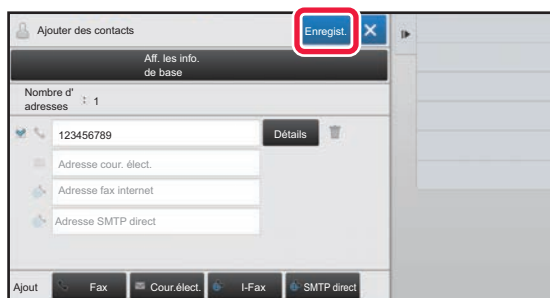 Ajouter des contacts
Enregist.
Aff. les info.
de base
Nombre d'
adresses : 1
123456789
Détails
Adresse cour. élect.
Adresse fax internet
Adresse SMTP direct
Ajout
Fax
Cour.élect.
I-Fax
SMTP direct